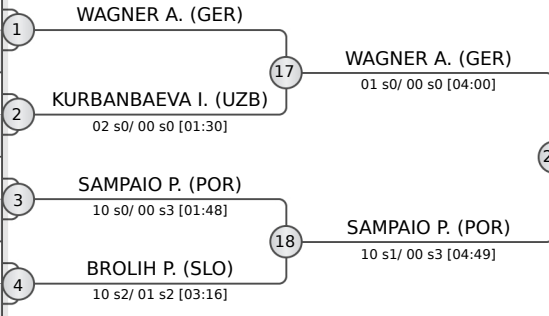 WAGNER A. (GER)
1
17
WAGNER A. (GER)
01 s0/ 00 s0 [04:00]
2
KURBANBAEVA I. (UZB)
02 s0/ 00 s0 [01:30]
3
SAMPAIO P. (POR)
10 s0/ 00 s3 [01:48]
18
SAMPAIO P. (POR)
10 s1/ 00 s3 [04:49]
4
BROLIH P. (SLO)
10 s2/ 01 s2 [03:16]